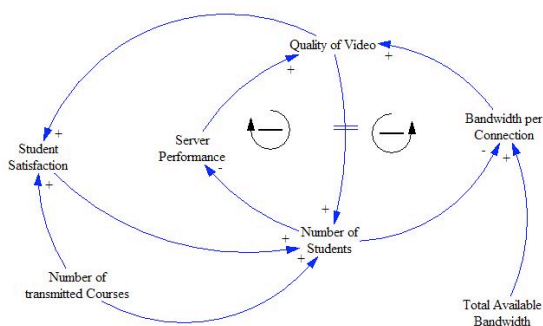 Quality of Video
+
+
Bandwidth per
Connection
-
+
Server
Performance
-
+
Student
Satisfaction
+
+
Number of
Students
+
+
Number of
transmitted Courses
Total Available
Bandwidth